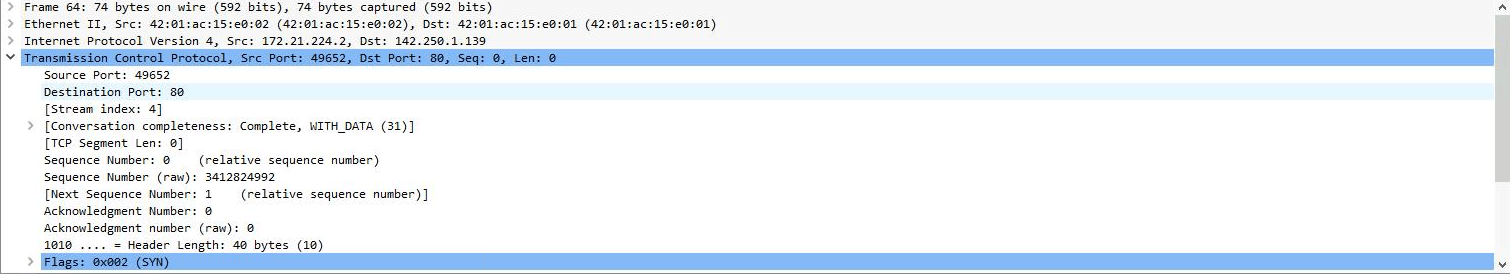 Frame 64: 74 bytes on wire (592 bits), 74 bytes captured (592 bits)
Ethernet II, Src: 42:01:ac:15:e0:02 (42:01:ac:15:e0:02), Dst: 42:01:ac:15:e0:01 (42:01:ac:15:e0:01)
Internet Protocol Version 4, Src: 172.21.224.2, Dst: 142.250.1.139
Transmission Control Protocol, Src Port: 49652, Dst Port: 80, Seq: 0, Len: 0
Source Port: 49652
Destination Port: 80
[Stream index: 4]
[Conversation completeness: Complete, WITH_DATA (31)]
[TCP Segment Len: 0]
Sequence Number: 0    (relative sequence number)
Sequence Number (raw): 3412824992
[Next Sequence Number: 1    (relative sequence number)]
Acknowledgment Number: 0
Acknowledgment number (raw): 0
1010 .... = Header Length: 40 bytes (10)
Flags: 0x002 (SYN)